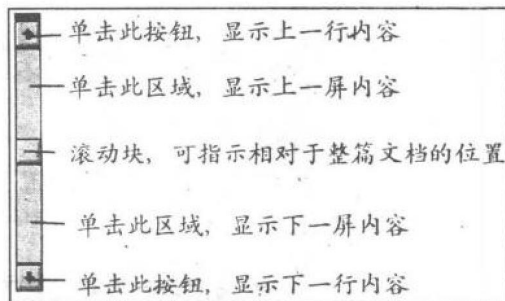 单击此按钮，显示上一行内容
单击此区域，显示上一屏内容
滚动块，可指示相对于整篇文档的位置
单击此区域，显示下一屏内容
单击此按钮，显示下一行内容